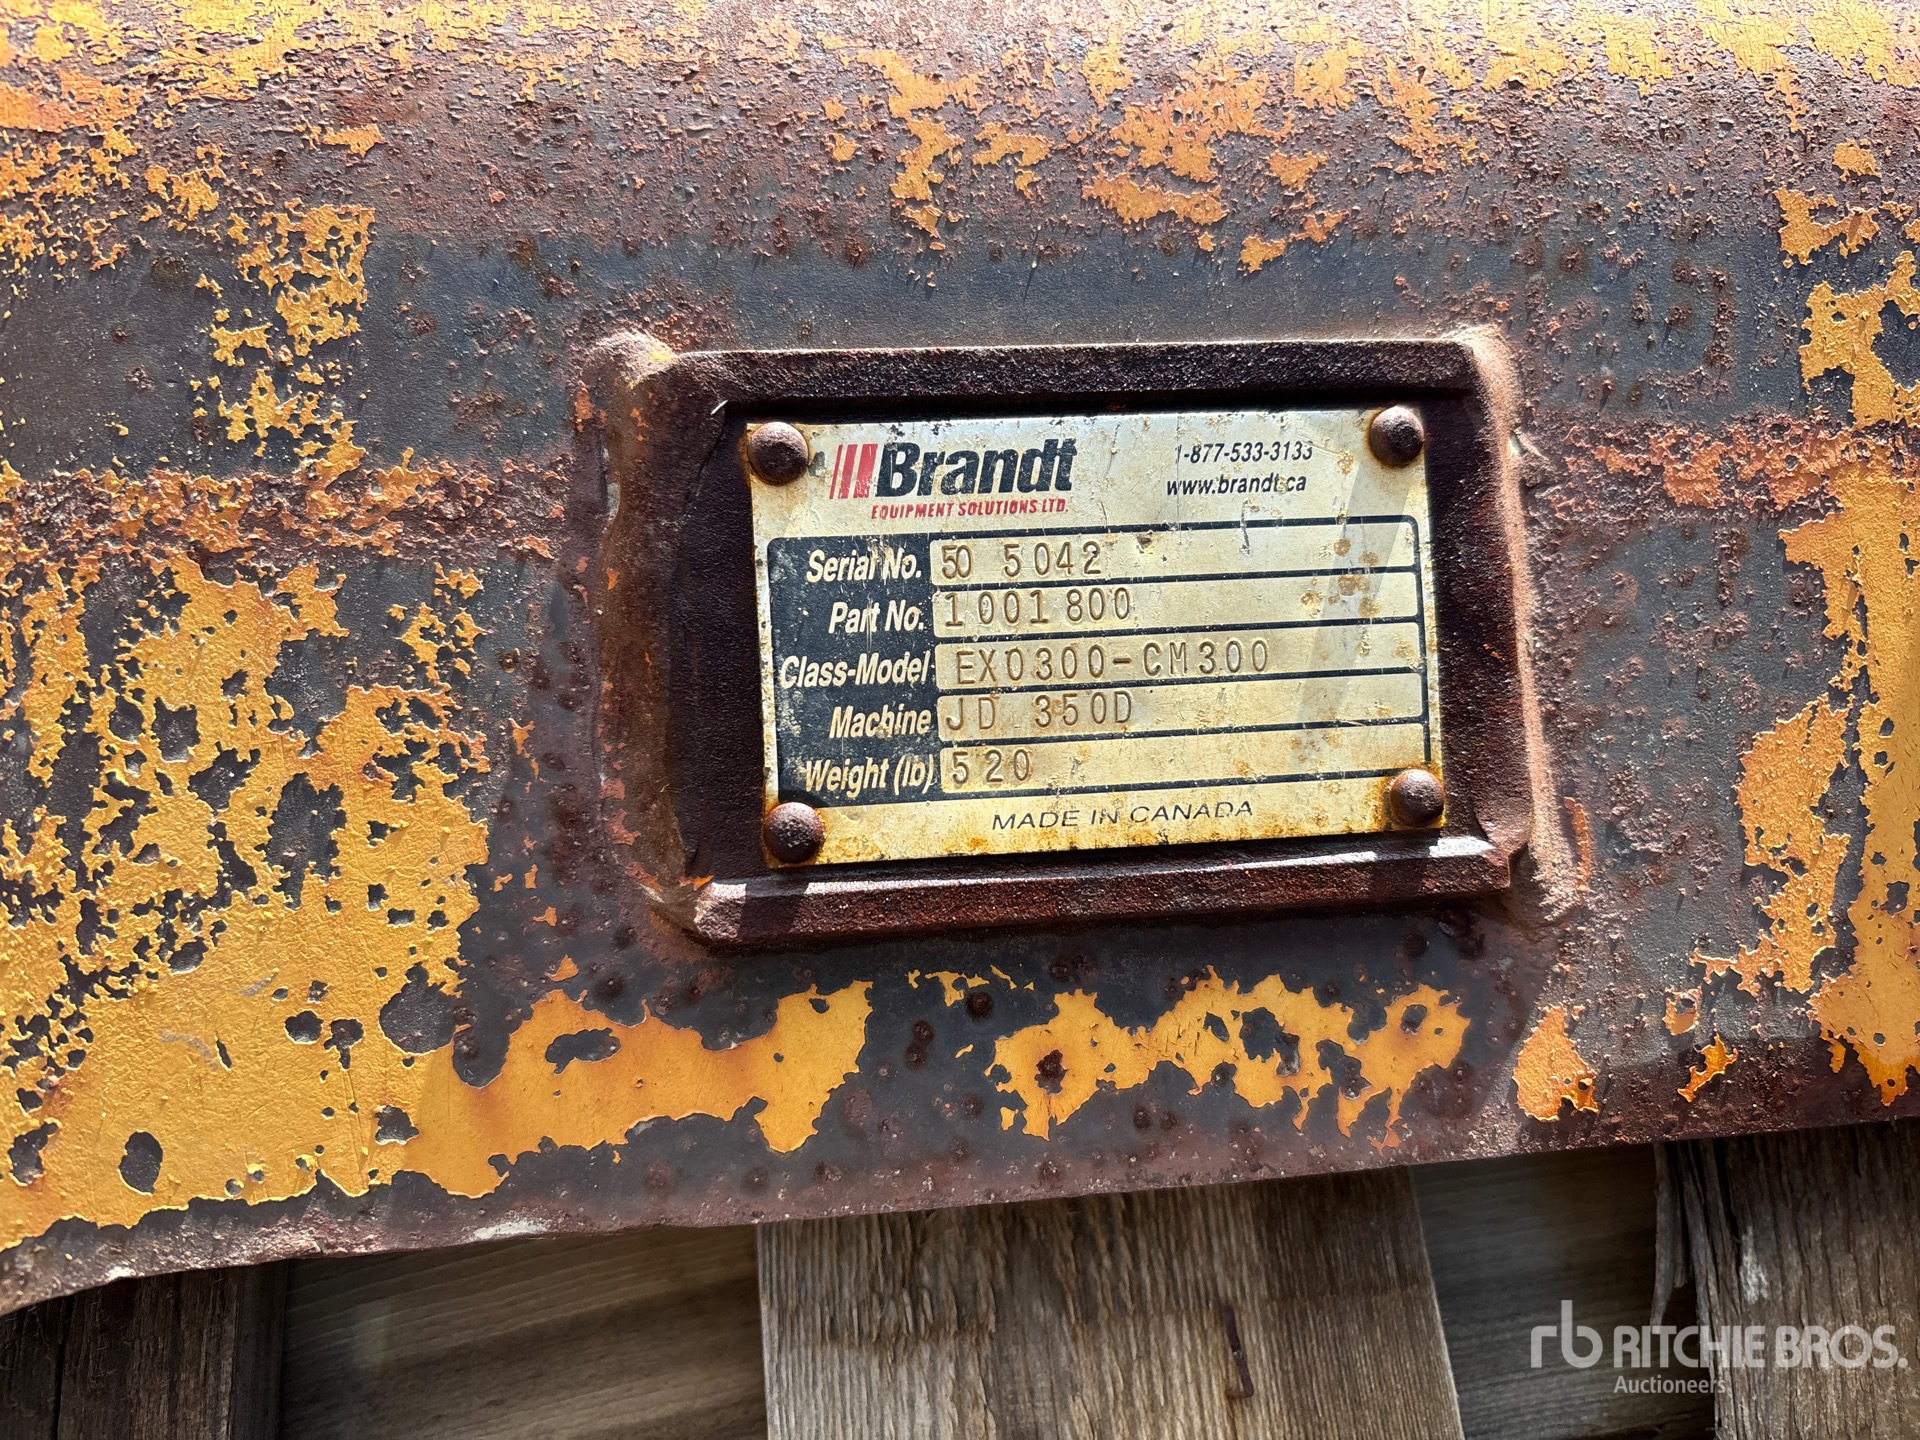 Brandt
EQUIPMENT SOLUTIONS LTD.
1-877-533-3133
www.brandt.ca
Serial No. 50 5042
Part No. 1001800
Class-Model EX0300-CM300
Machine JD 350D
Weight (lb) 520
MADE IN CANADA
rb RITCHIE BROS.
Auctioneers